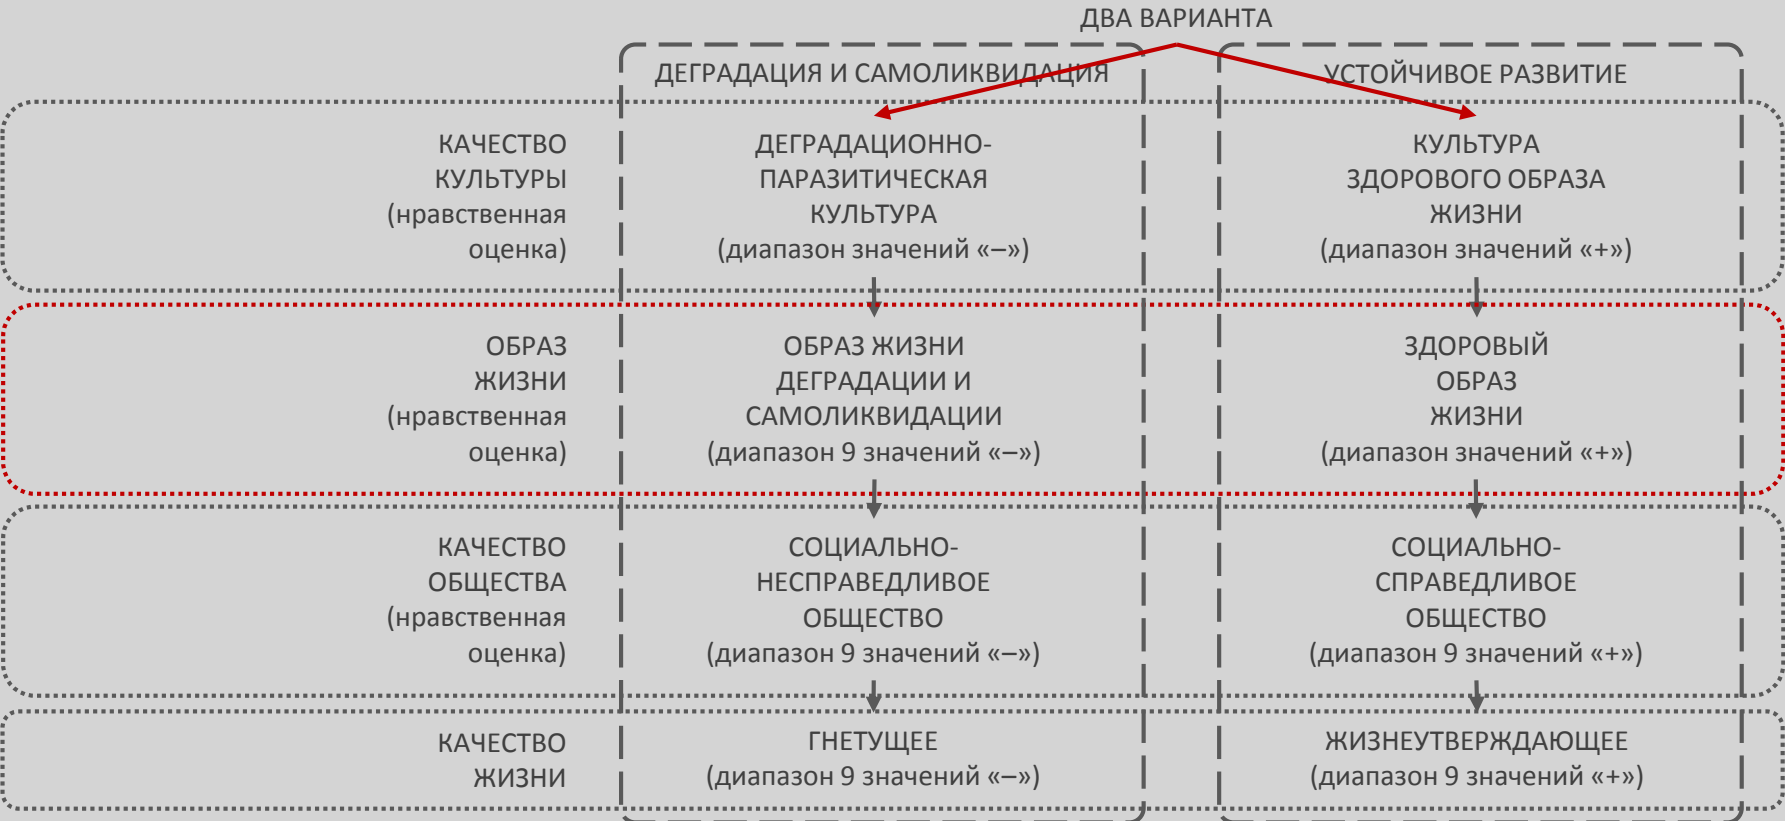 ДВА ВАРИАНТА
ДЕГРАДАЦИЯ И САМОЛИКВИДАЦИЯ
УСТОЙЧИВОЕ РАЗВИТИЕ
КАЧЕСТВО
КУЛЬТУРЫ
(нравственная
оценка)
ДЕГРАДАЦИОННО-
ПАРАЗИТИЧЕСКАЯ
КУЛЬТУРА
(диапазон значений «–»)
КУЛЬТУРА
ЗДОРОВОГО ОБРАЗА
ЖИЗНИ
(диапазон значений «+»)
ОБРАЗ
ЖИЗНИ
(нравственная
оценка)
ОБРАЗ ЖИЗНИ
ДЕГРАДАЦИИ И
САМОЛИКВИДАЦИИ
(диапазон 9 значений «–»)
ЗДОРОВЫЙ
ОБРАЗ
ЖИЗНИ
(диапазон значений «+»)
КАЧЕСТВО
ОБЩЕСТВА
(нравственная
оценка)
СОЦИАЛЬНО-
НЕСПРАВЕДЛИВОЕ
ОБЩЕСТВО
(диапазон 9 значений «–»)
СОЦИАЛЬНО-
СПРАВЕДЛИВОЕ
ОБЩЕСТВО
(диапазон 9 значений «+»)
КАЧЕСТВО
ЖИЗНИ
ГНЕТУЩЕЕ
(диапазон 9 значений «–»)
ЖИЗНЕУТВЕРЖДАЮЩЕЕ
(диапазон 9 значений «+»)